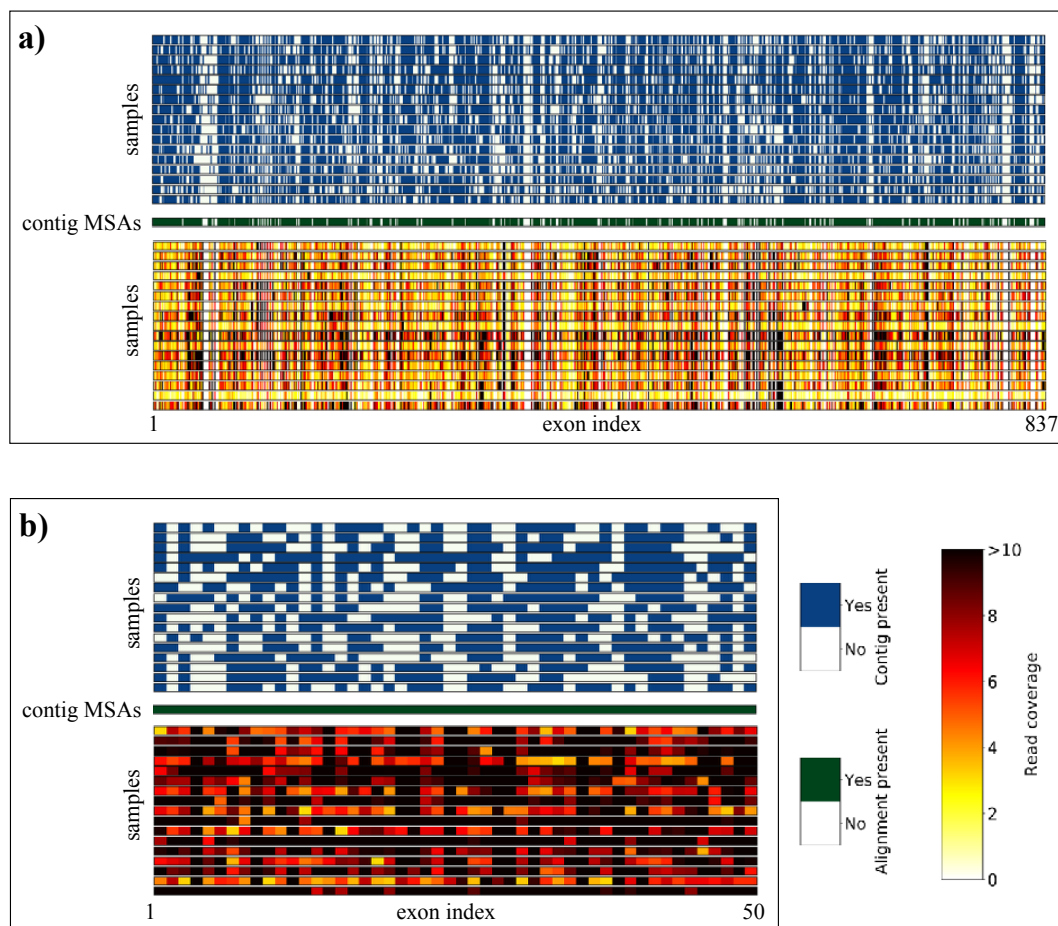 a)
samples
contig MSAs
samples
1 exon index 837
b)
samples
contig MSAs
samples
1 exon index 50
Yes
No
Contig present
Yes
No
Alignment present
>10
8
6
4
2
0
Read coverage